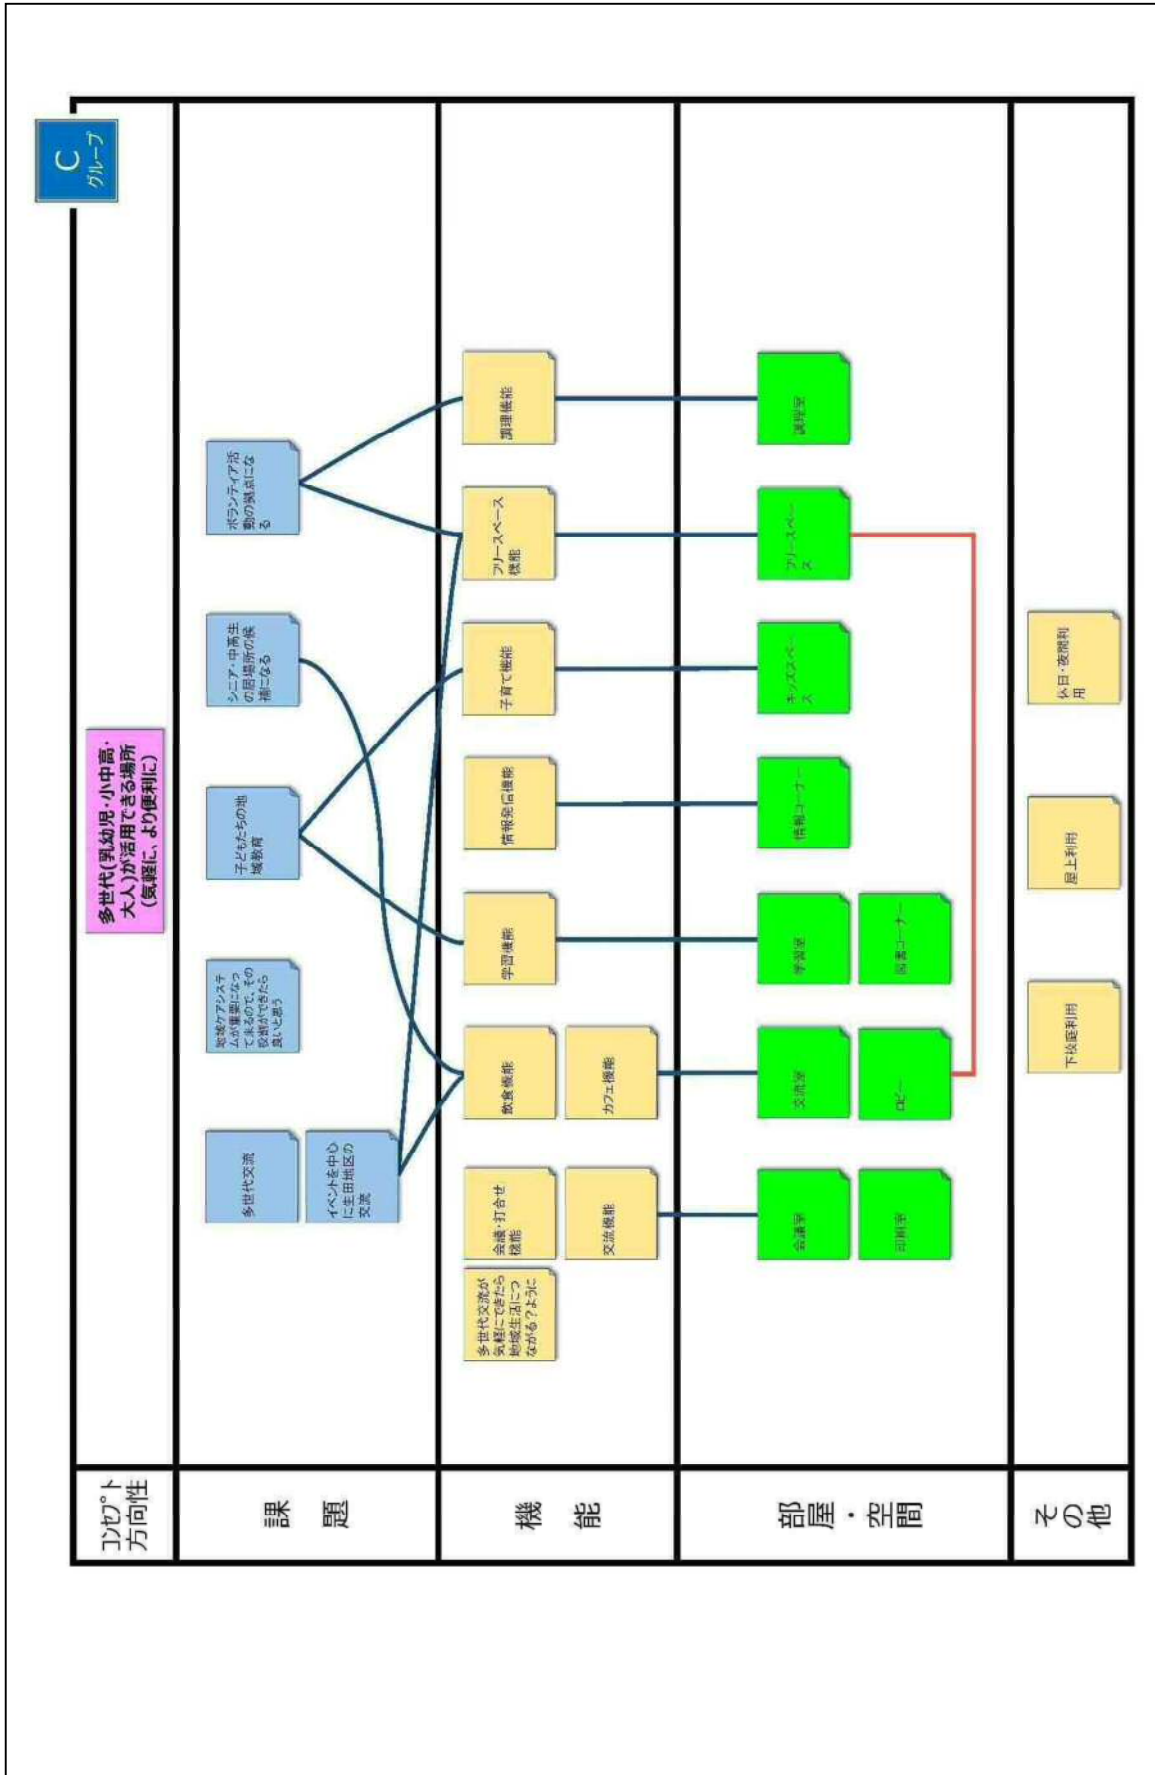 C
グループ
コンセプト
方向性
多世代(乳幼児・小中高・
大人)が活用できる場所
(気軽に、より便利に)
課 題
多世代交流
イベントを中心
に生田地区の
交流
地域ケアシステ
ムが重要になっ
て来るので、その
役割ができたら
良いと思う
子どもたちの地
域教育
シニア・中高生
の居場所の候
補になる
ボランティア活
動の拠点にな
る
機 能
多世代交流が
気軽にできたら
地域生活につ
ながる?ように
会議・打合せ
機能
交流機能
飲食機能
カフェ機能
学習機能
情報発信機能
子育て機能
フリースペース
機能
調理機能
部屋・空間
会議室
印刷室
交流室
ロビー
学習室
図書コーナー
情報コーナー
キッズスペー
ス
フリースペー
ス
調理室
その他
下校庭利用
屋上利用
休日・夜間利
用